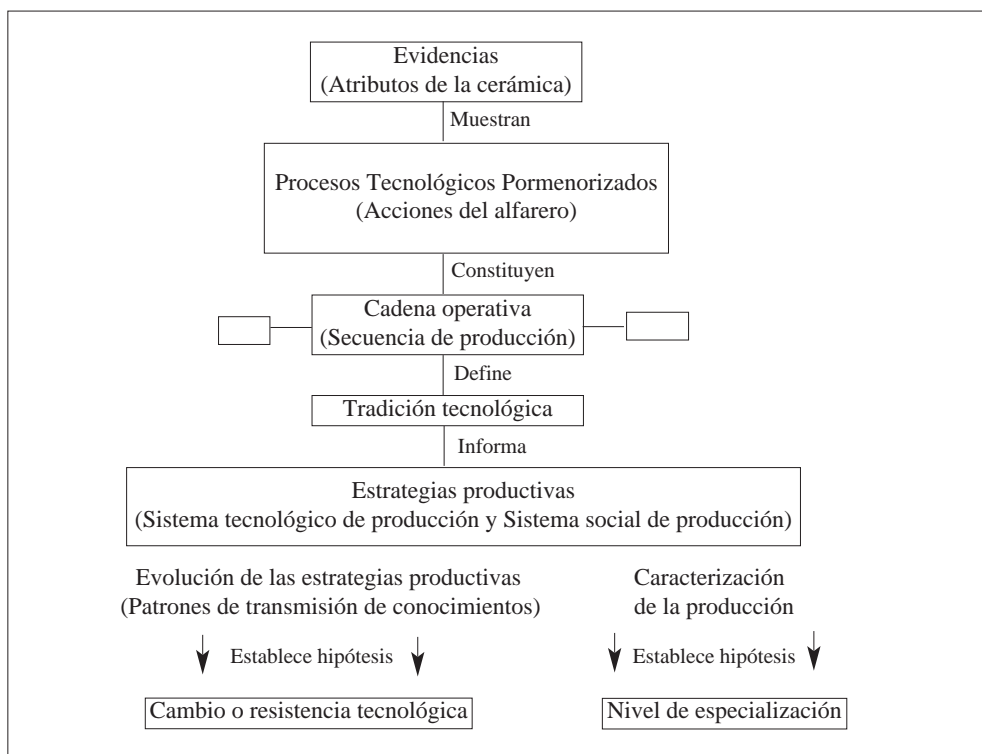 Evidencias
(Atributos de la cerámica)
Muestran
Procesos Tecnológicos Pormenorizados
(Acciones del alfarero)
Constituyen
Cadena operativa
(Secuencia de producción)
Define
Tradición tecnológica
Informa
Estrategias productivas
(Sistema tecnológico de producción y Sistema social de producción)
Evolución de las estrategias productivas
(Patrones de transmisión de conocimientos)
Establece hipótesis
Cambio o resistencia tecnológica
Caracterización
de la producción
Establece hipótesis
Nivel de especialización